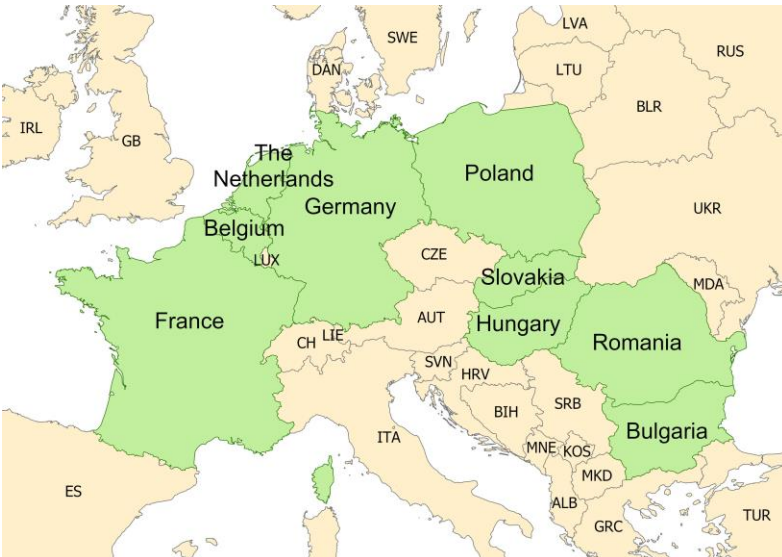 LVA
SWE
RUS
DAN
LTU
BLR
IRL
GB
The
Netherlands
Poland
Germany
UKR
Belgium
LUX
CZE
Slovakia
MDA
France
AUT
Hungary
CH
LIE
Romania
SVN
HRV
BIH
SRB
ITA
Bulgaria
MNE
KOS
MKD
ES
ALB
GRC
TUR